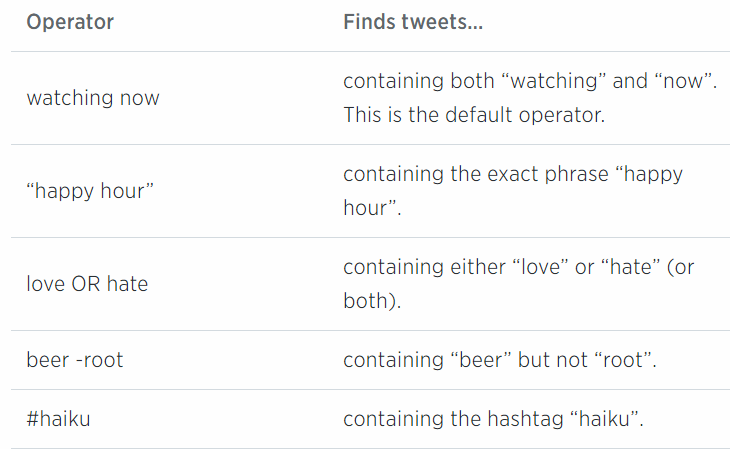 Operator
Finds tweets...
watching now
containing both “watching” and “now”.
This is the default operator.
“happy hour”
containing the exact phrase “happy
hour”.
love OR hate
containing either “love” or “hate” (or
both).
beer -root
containing “beer” but not “root”.
#haiku
containing the hashtag “haiku”.